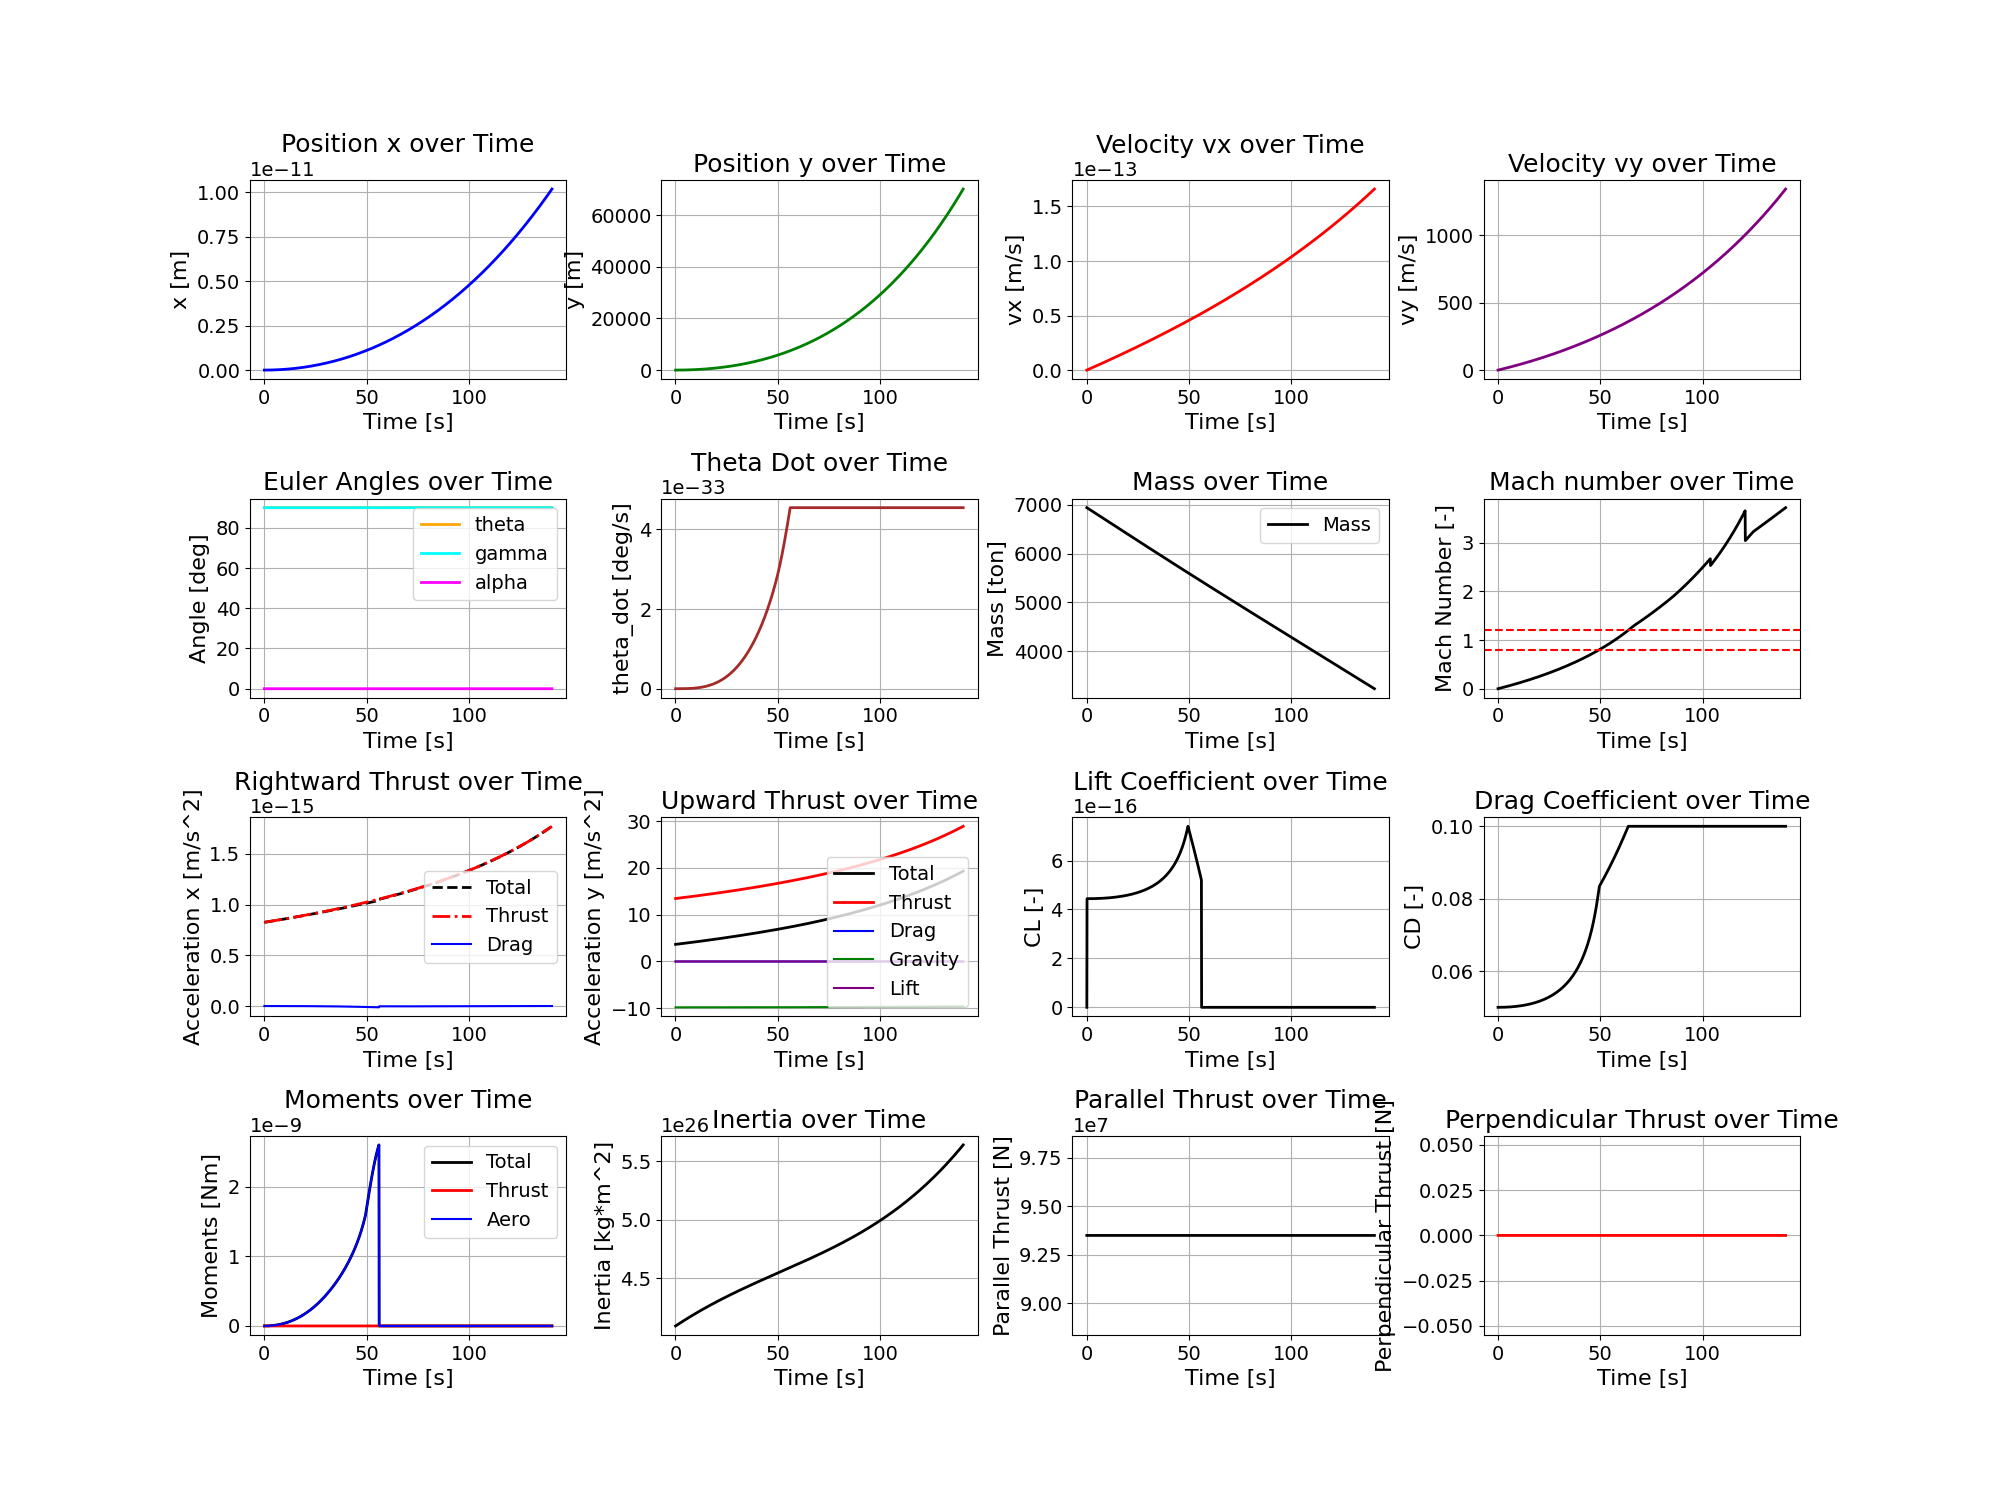 Position x over Time
1e−11
x [m]
1.00
0.75
0.50
0.25
0.00
0 50 100
Time [s]
Position y over Time
y [m]
60000
40000
20000
0
0 50 100
Time [s]
Velocity vx over Time
1e−13
vx [m/s]
1.5
1.0
0.5
0.0
0 50 100
Time [s]
Velocity vy over Time
vy [m/s]
1000
500
0
0 50 100
Time [s]
Euler Angles over Time
Angle [deg]
80
60
40
20
0
theta
gamma
alpha
0 50 100
Time [s]
Theta Dot over Time
1e−33
theta_dot [deg/s]
4
2
0
0 50 100
Time [s]
Mass over Time
Mass [ton]
7000
6000
5000
4000
Mass
0 50 100
Time [s]
Mach number over Time
Mach Number [-]
3
2
1
0
0 50 100
Time [s]
Rightward Thrust over Time
1e−15
Acceleration x [m/s^2]
1.5
1.0
0.5
0.0
Total
Thrust
Drag
0 50 100
Time [s]
Upward Thrust over Time
Acceleration y [m/s^2]
30
20
10
0
−10
Total
Thrust
Drag
Gravity
Lift
0 50 100
Time [s]
Lift Coefficient over Time
1e−16
CL [-]
6
4
2
0
0 50 100
Time [s]
Drag Coefficient over Time
CD [-]
0.10
0.08
0.06
0 50 100
Time [s]
Moments over Time
1e−9
Moments [Nm]
2
1
0
Total
Thrust
Aero
0 50 100
Time [s]
Inertia over Time
1e26
Inertia [kg*m^2]
5.5
5.0
4.5
0 50 100
Time [s]
Parallel Thrust over Time
1e7
Parallel Thrust [N]
9.75
9.50
9.25
9.00
0 50 100
Time [s]
Perpendicular Thrust over Time
Perpendicular Thrust [N]
0.050
0.025
0.000
−0.025
−0.050
0 50 100
Time [s]